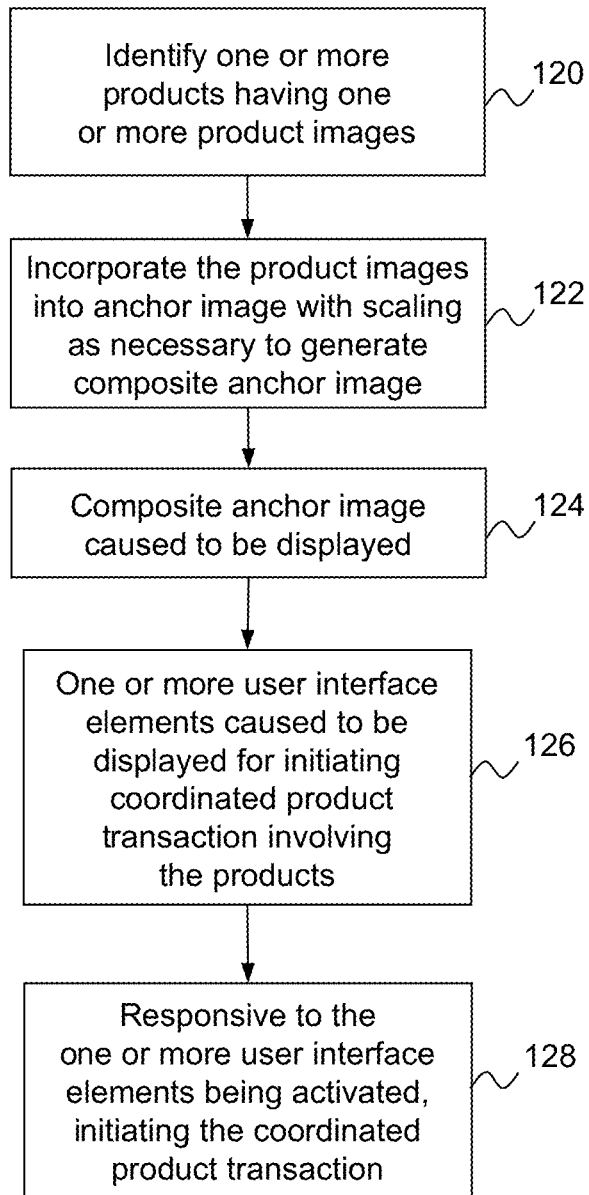 Identify one or more
products having one
or more product images
120
Incorporate the product images
into anchor image with scaling
as necessary to generate
composite anchor image
122
Composite anchor image
caused to be displayed
124
One or more user interface
elements caused to be
displayed for initiating
coordinated product
transaction involving
the products
126
Responsive to the
one or more user interface
elements being activated,
initiating the coordinated
product transaction
128